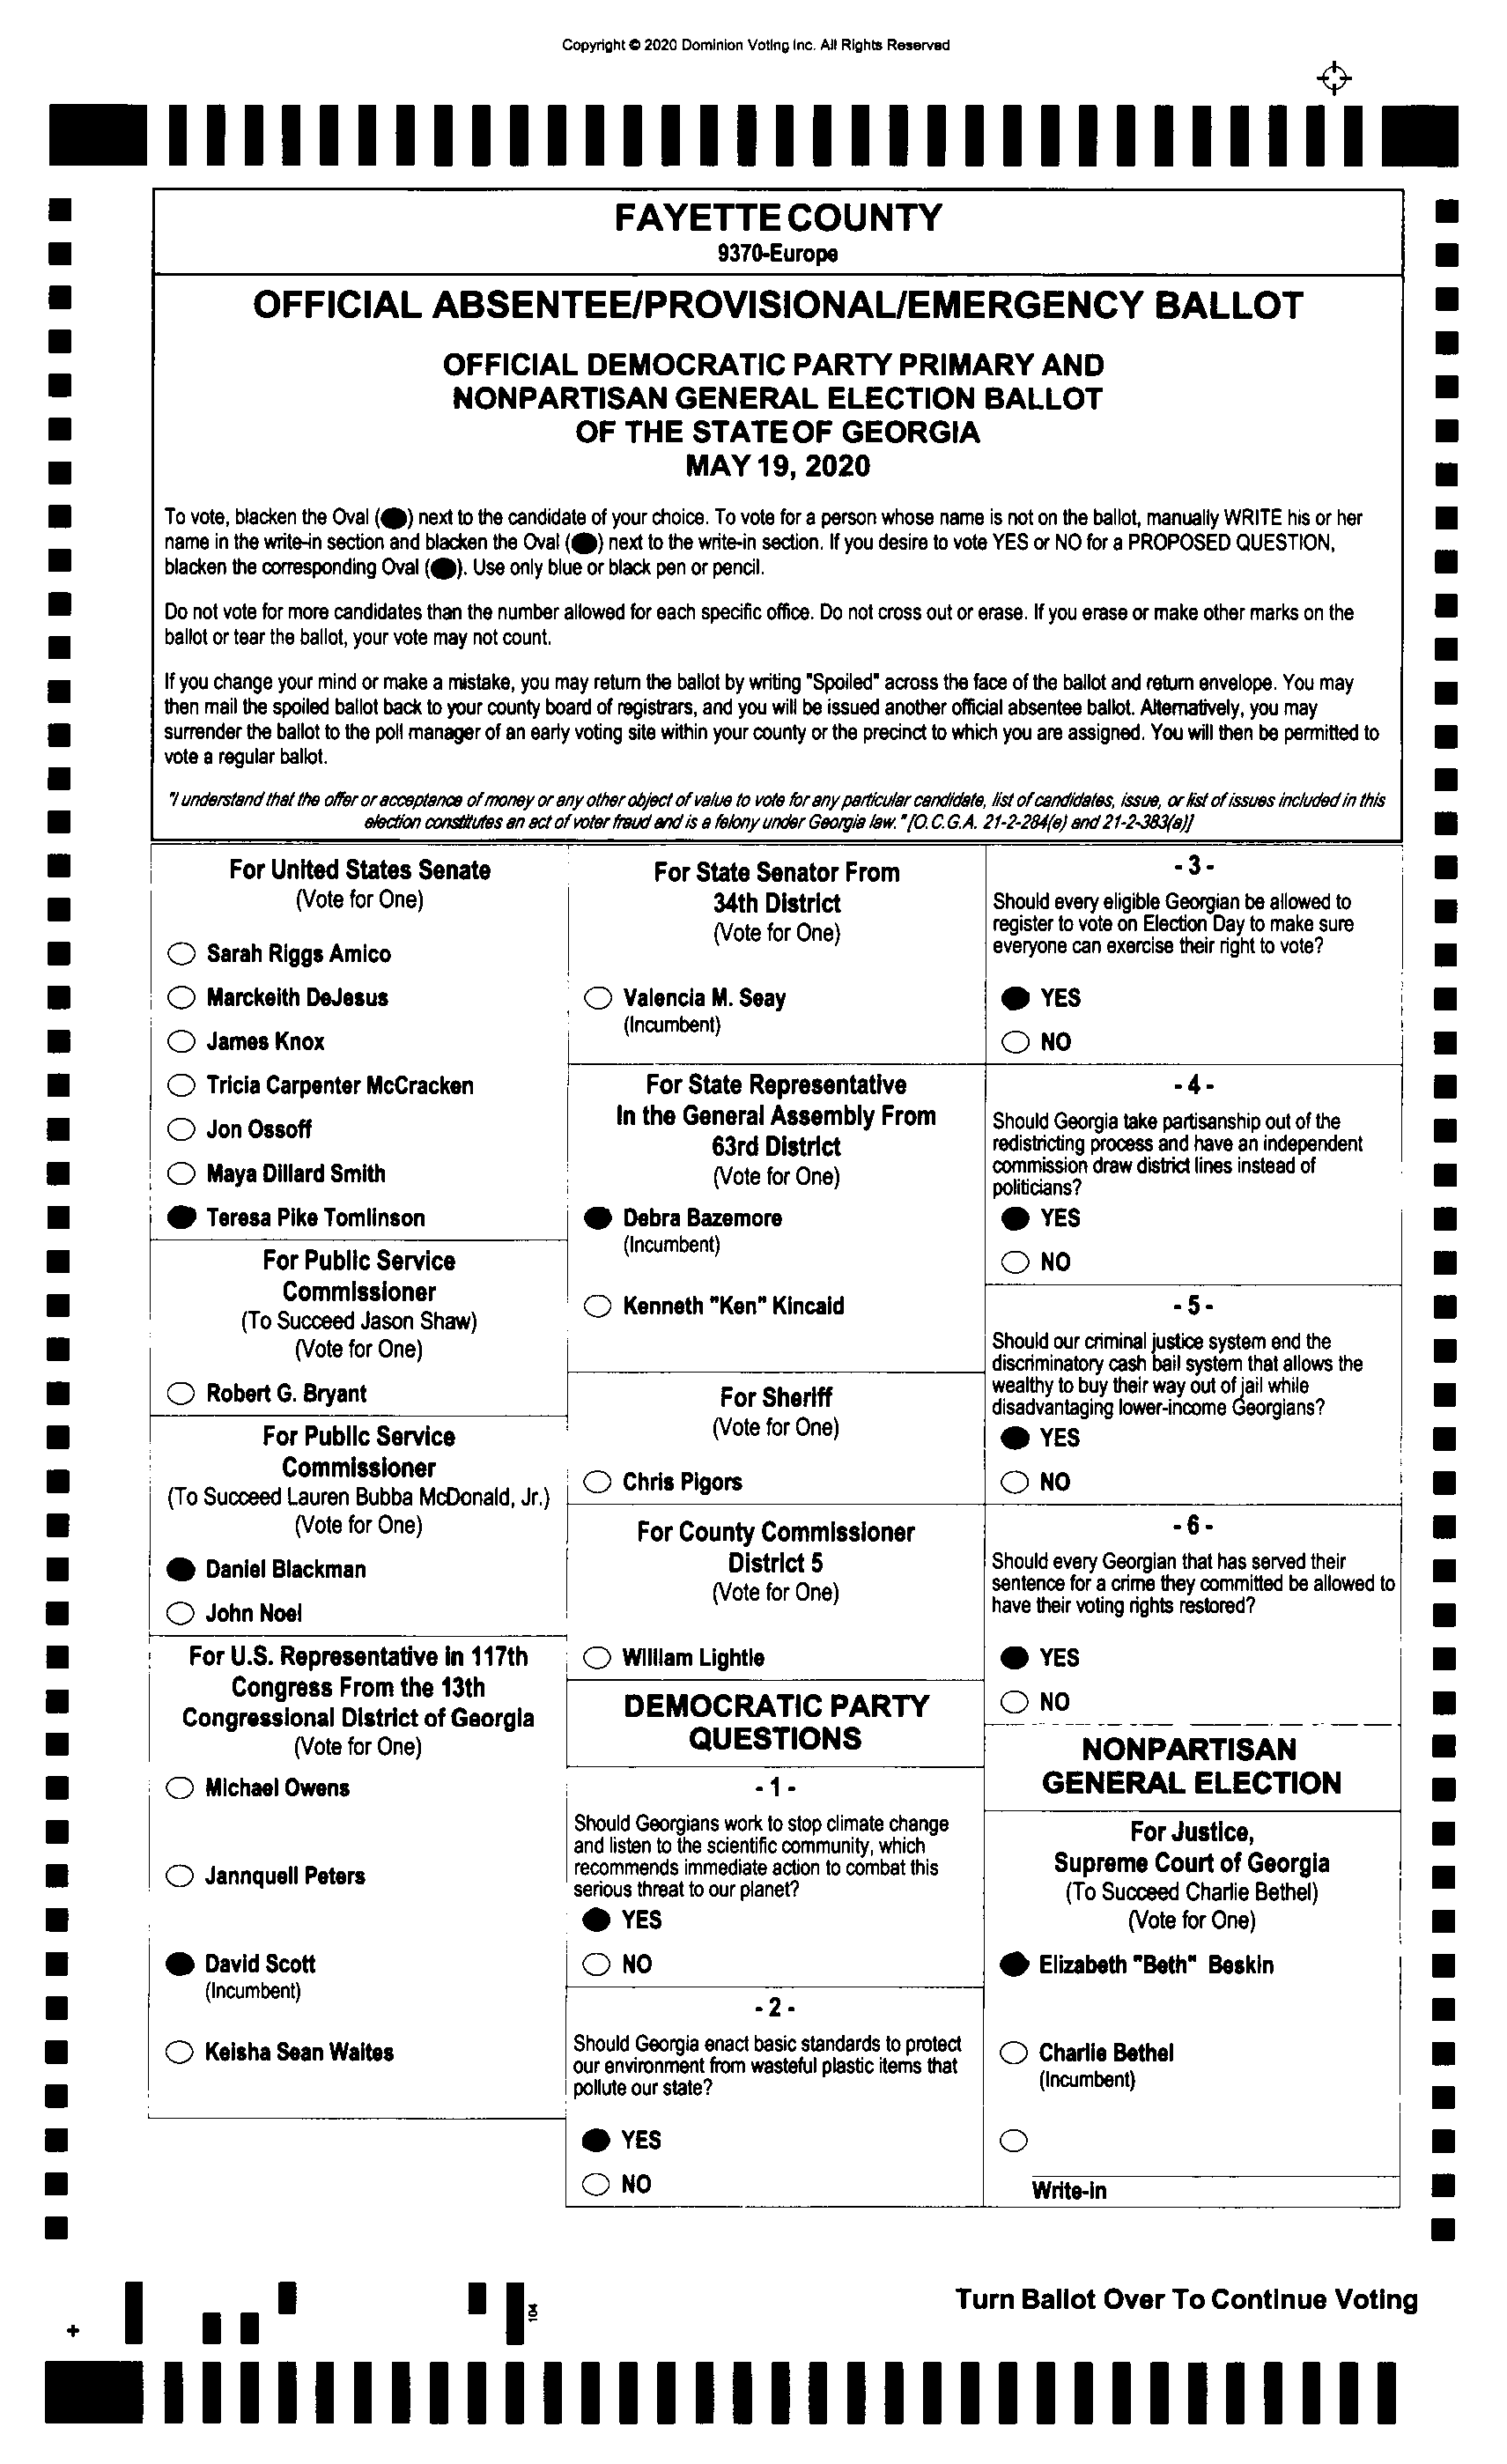 Copyright © 2020 Dominion Voting Inc. All Rights Reserved
FAYETTE COUNTY
9370-Europe
OFFICIAL ABSENTEE/PROVISIONAL/EMERGENCY BALLOT
OFFICIAL DEMOCRATIC PARTY PRIMARY AND
NONPARTISAN GENERAL ELECTION BALLOT
OF THE STATE OF GEORGIA
MAY 19, 2020
To vote, blacken the Oval ( ) next to the candidate of your choice. To vote for a person whose name is not on the ballot, manually WRITE his or her
name in the write-in section and blacken the Oval ( ) next to the write-in section. If you desire to vote YES or NO for a PROPOSED QUESTION,
blacken the corresponding Oval ( ). Use only blue or black pen or pencil.
Do not vote for more candidates than the number allowed for each specific office. Do not cross out or erase. If you erase or make other marks on the
ballot or tear the ballot, your vote may not count.
If you change your mind or make a mistake, you may return the ballot by writing "Spoiled" across the face of the ballot and return envelope. You may
then mail the spoiled ballot back to your county board of registrars, and you will be issued another official absentee ballot. Alternatively, you may
surrender the ballot to the poll manager of an early voting site within your county or the precinct to which you are assigned. You will then be permitted to
vote a regular ballot.
"I understand that the offer or acceptance of money or any other object of value to vote for any particular candidate, list of candidates, issue, or list of issues included in this
election constitutes an act of voter fraud and is a felony under Georgia law." [O.C.G.A. 21-2-284(e) and 21-2-383(a)]
For United States Senate
(Vote for One)
Sarah Riggs Amico
Marckeith DeJesus
James Knox
Tricia Carpenter McCracken
Jon Ossoff
Maya Dillard Smith
Teresa Pike Tomlinson
For Public Service
Commissioner
(To Succeed Jason Shaw)
(Vote for One)
Robert G. Bryant
For Public Service
Commissioner
(To Succeed Lauren Bubba McDonald, Jr.)
(Vote for One)
Daniel Blackman
John Noel
For U.S. Representative in 117th
Congress From the 13th
Congressional District of Georgia
(Vote for One)
Michael Owens
Jannquell Peters
David Scott
(Incumbent)
Keisha Sean Waites
For State Senator From
34th District
(Vote for One)
Valencia M. Seay
(Incumbent)
For State Representative
In the General Assembly From
63rd District
(Vote for One)
Debra Bazemore
(Incumbent)
Kenneth "Ken" Kincaid
For Sheriff
(Vote for One)
Chris Pigors
For County Commissioner
District 5
(Vote for One)
William Lightle
DEMOCRATIC PARTY
QUESTIONS
- 1 -
Should Georgians work to stop climate change
and listen to the scientific community, which
recommends immediate action to combat this
serious threat to our planet?
YES
NO
- 2 -
Should Georgia enact basic standards to protect
our environment from wasteful plastic items that
pollute our state?
YES
NO
- 3 -
Should every eligible Georgian be allowed to
register to vote on Election Day to make sure
everyone can exercise their right to vote?
YES
NO
- 4 -
Should Georgia take partisanship out of the
redistricting process and have an independent
commission draw district lines instead of
politicians?
YES
NO
- 5 -
Should our criminal justice system end the
discriminatory cash bail system that allows the
wealthy to buy their way out of jail while
disadvantaging lower-income Georgians?
YES
NO
- 6 -
Should every Georgian that has served their
sentence for a crime they committed be allowed to
have their voting rights restored?
YES
NO
NONPARTISAN
GENERAL ELECTION
For Justice,
Supreme Court of Georgia
(To Succeed Charlie Bethel)
(Vote for One)
Elizabeth "Beth" Beskin
Charlie Bethel
(Incumbent)
Write-in
Turn Ballot Over To Continue Voting
104